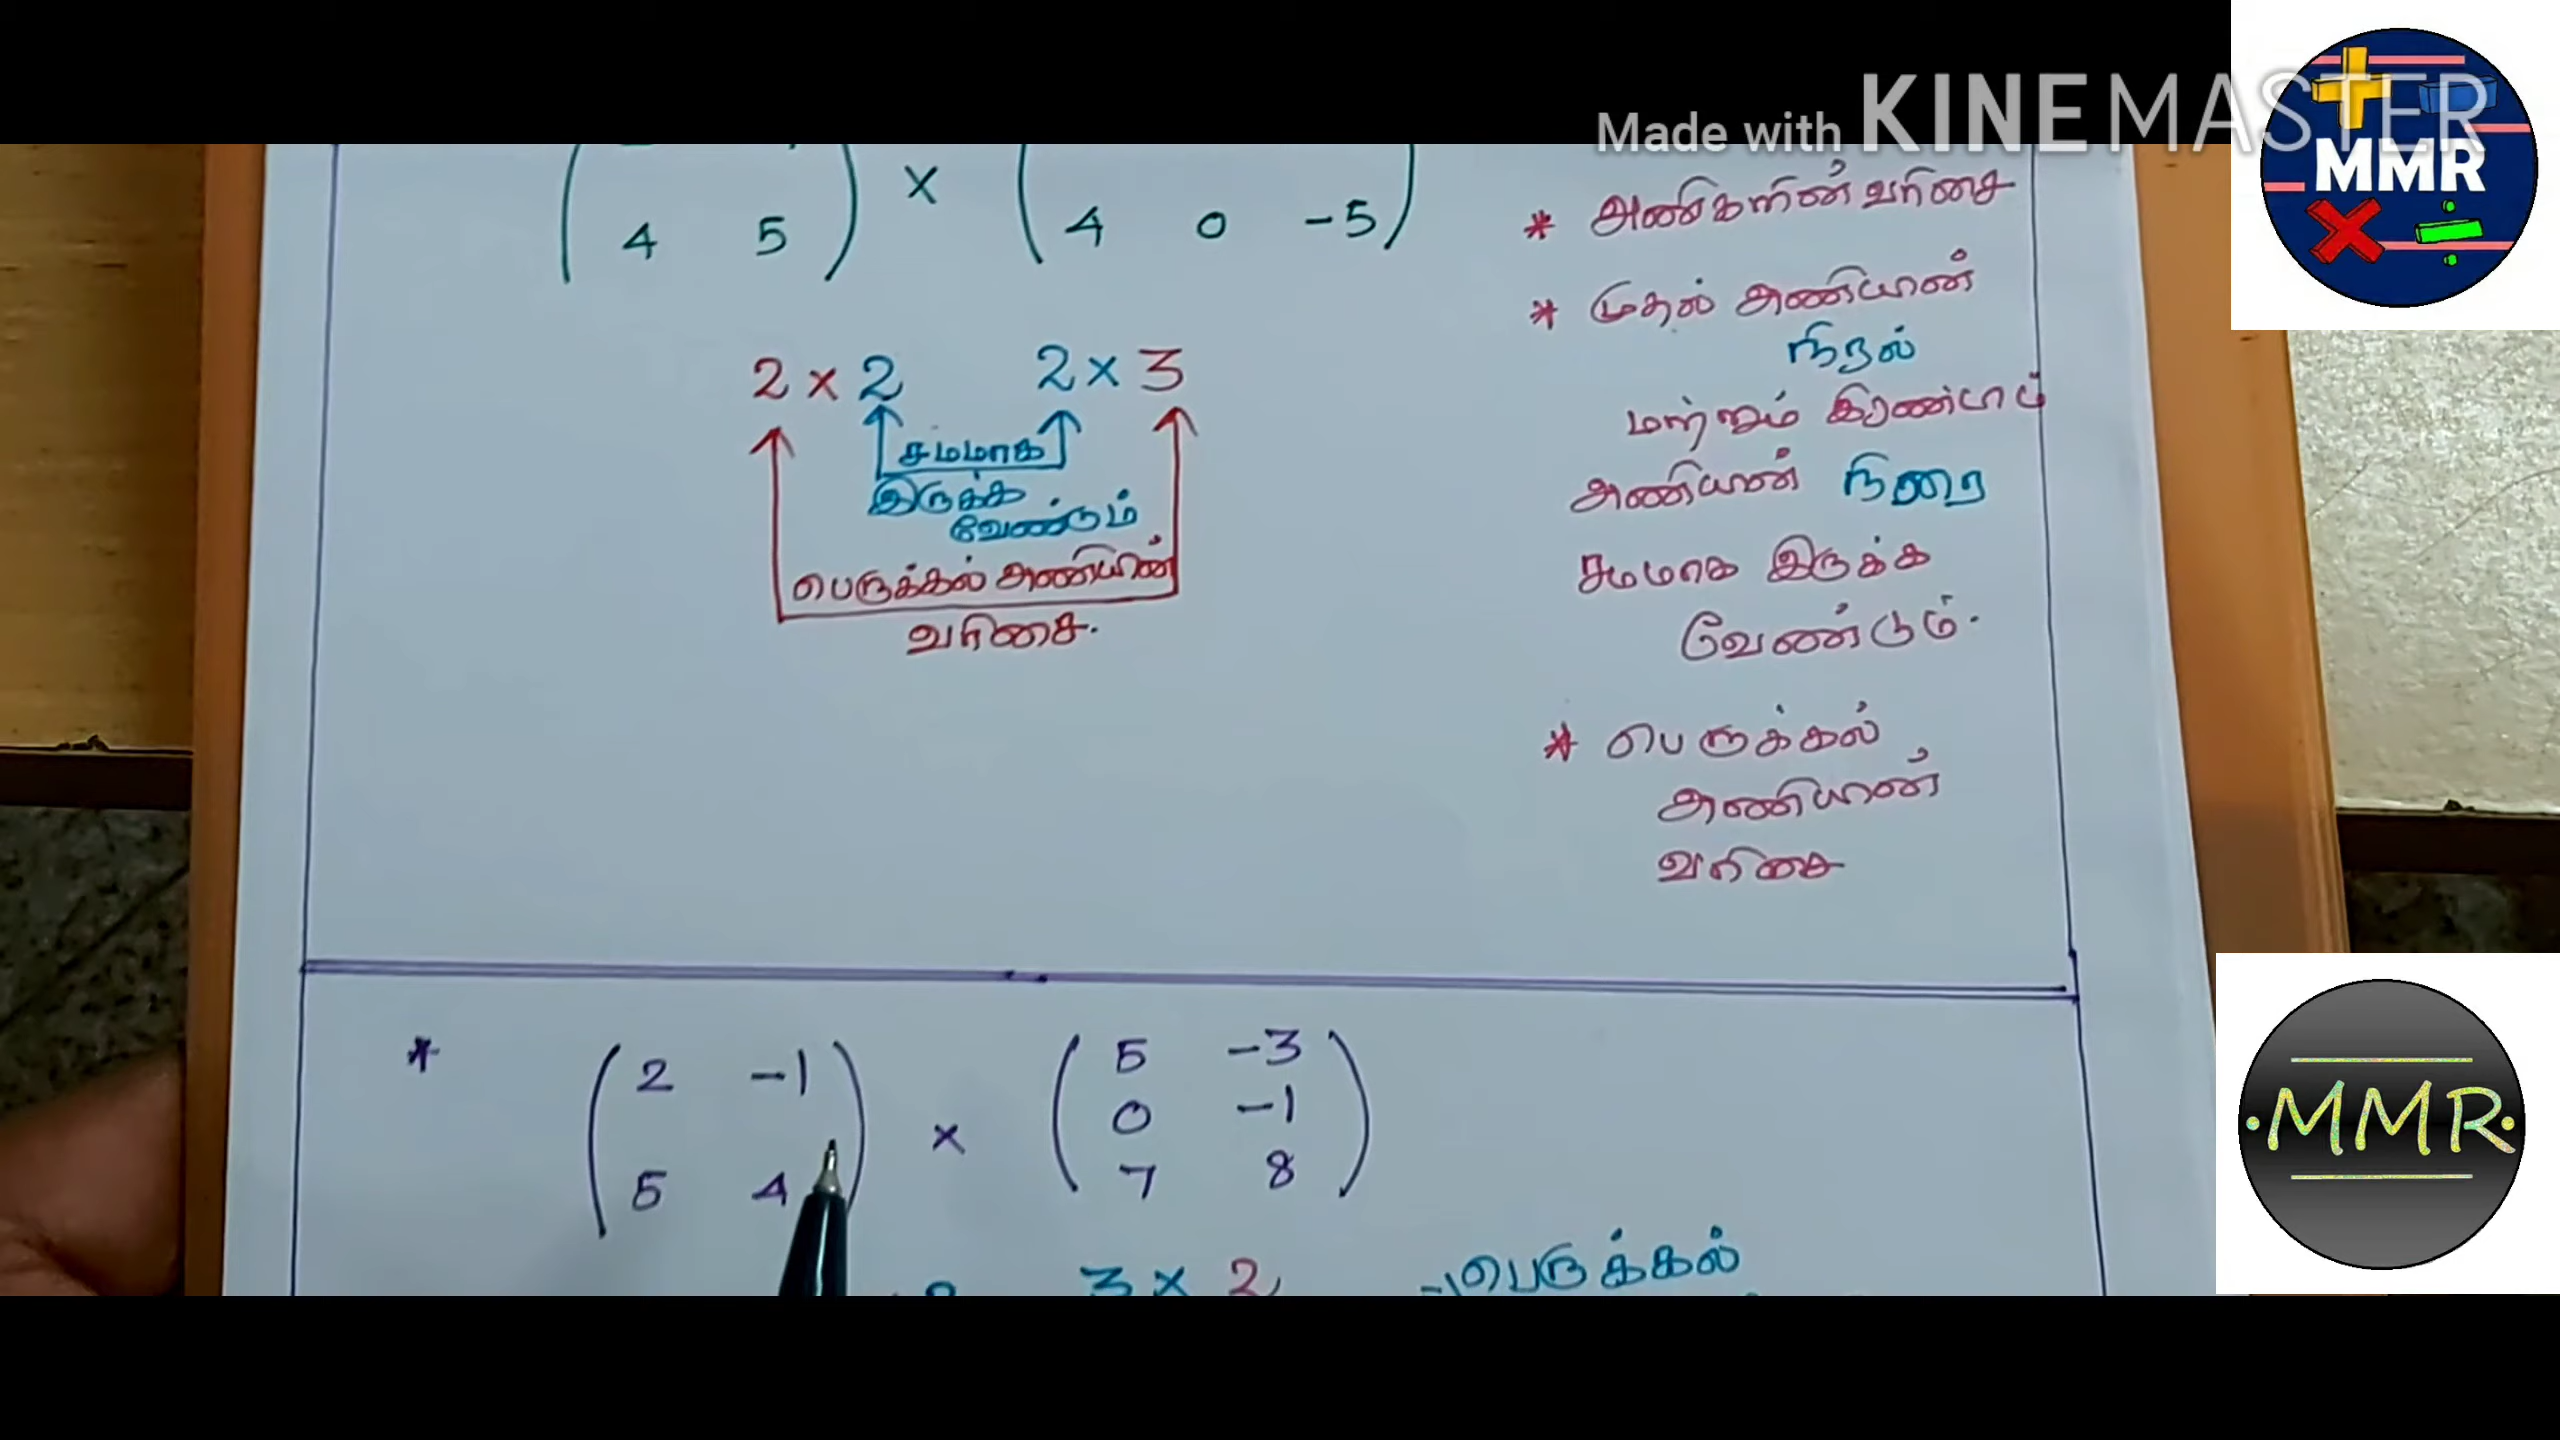 Made with KINEMASTER
MMR
×
4 5 4 0 -5
* அணிகளின் வரிசை
* முதல் அணியின்
நிரல்
மற்றும் இரண்டாம்
அணியின் நிரை
சமமாக இருக்க
வேண்டும்.
* பெருக்கல்
அணியின்
வரிசை
2 × 2 2 × 3
சமமாக
இருக்க
வேண்டும்
பெருக்கல் அணியின்
வரிசை.
* 2 -1 5 -3
× 0 -1
5 4 7 8
3 × 2 பெருக்கல்
MMR